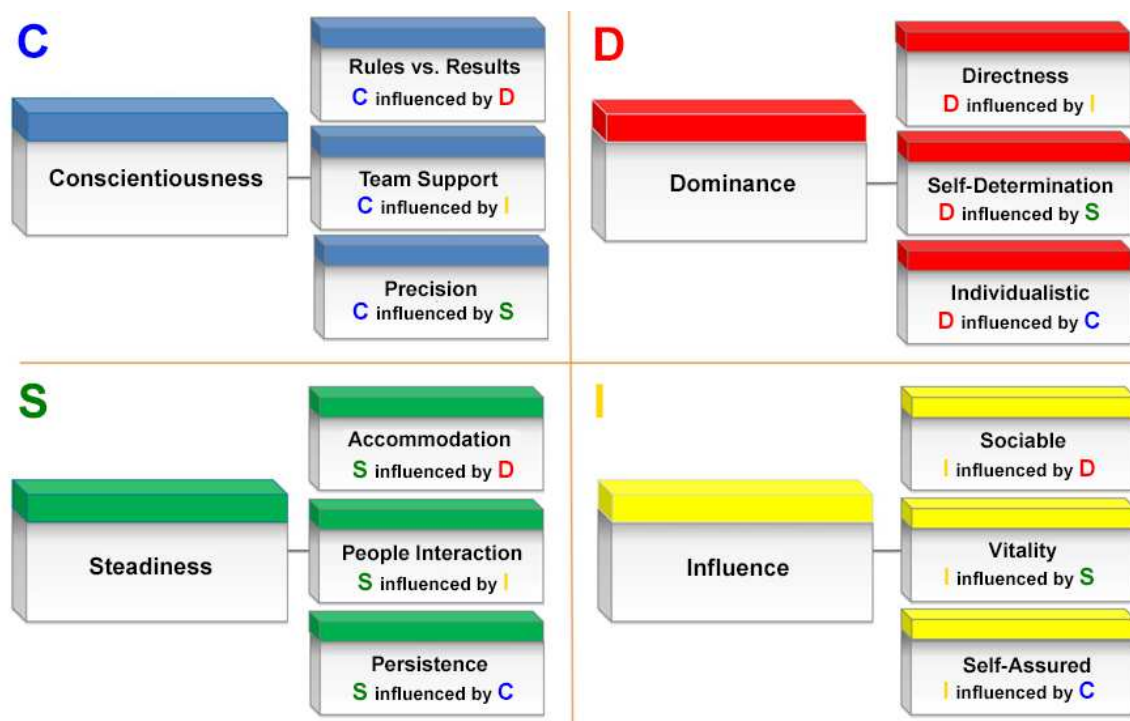 C
Conscientiousness
Rules vs. Results
C influenced by D
Team Support
C influenced by I
Precision
C influenced by S
D
Dominance
Directness
D influenced by I
Self-Determination
D influenced by S
Individualistic
D influenced by C
S
Steadiness
Accommodation
S influenced by D
People Interaction
S influenced by I
Persistence
S influenced by C
I
Influence
Sociable
I influenced by D
Vitality
I influenced by S
Self-Assured
I influenced by C